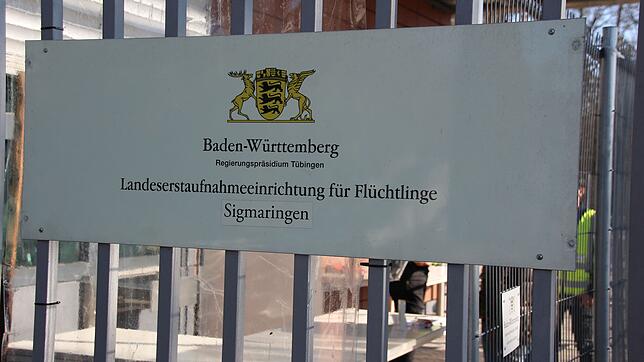 Baden-Württemberg
Regierungspräsidium Tübingen
Landeserstaufnahmeeinrichtung für Flüchtlinge
Sigmaringen